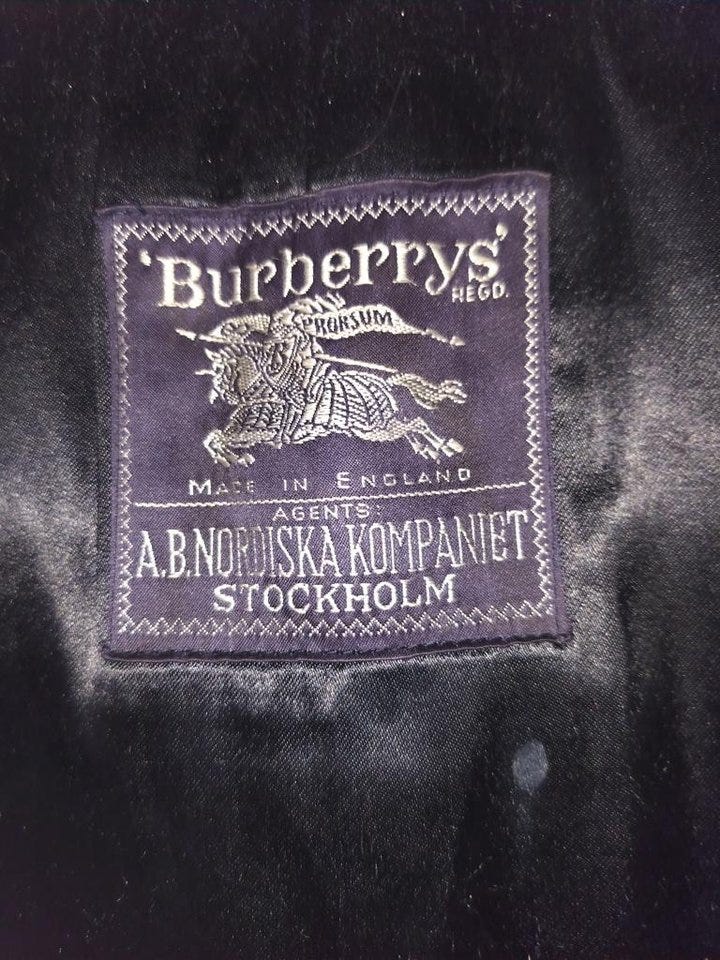 'Burberrys'
REGD.
PRORSUM
B
MADE IN ENGLAND
AGENTS:
A.B. NORDISKA KOMPANIET
STOCKHOLM